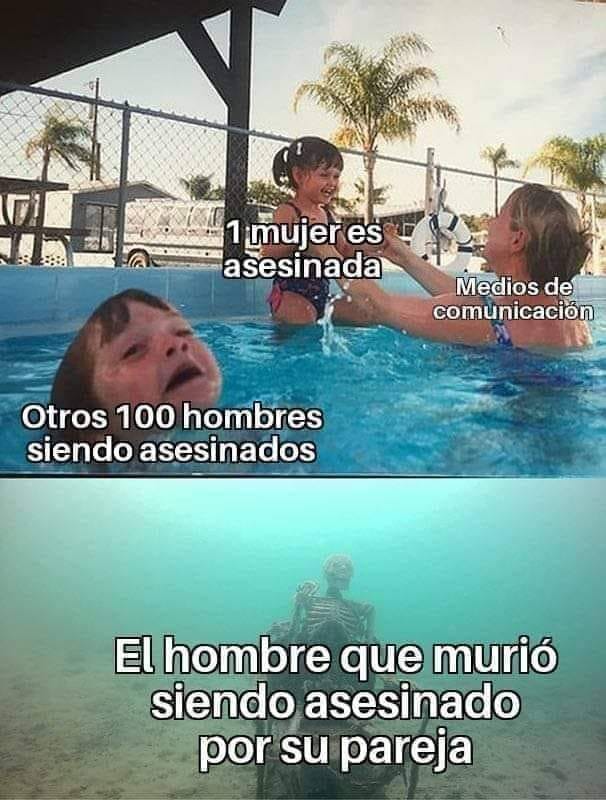 1 mujer es
asesinada
Medios de
comunicación
Otros 100 hombres
siendo asesinados
El hombre que murió
siendo asesinado
por su pareja